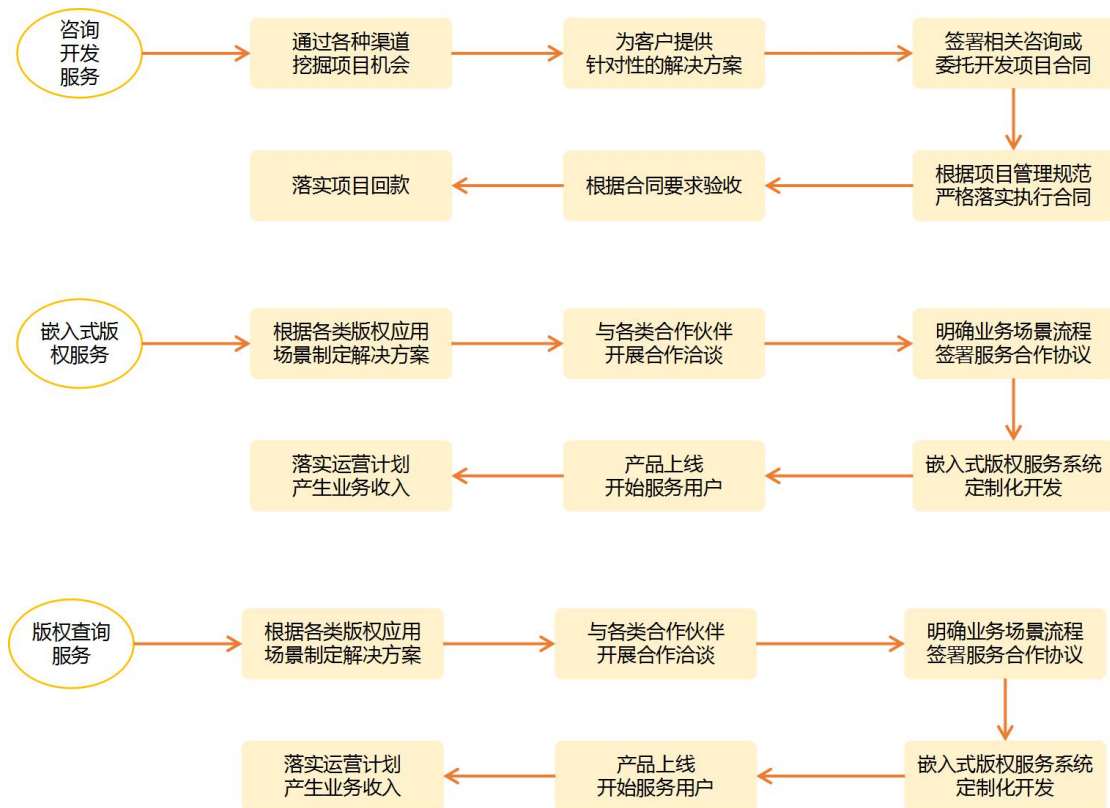 咨询
开发
服务
通过各种渠道
挖掘项目机会
为客户提供
针对性的解决方案
签署相关咨询或
委托开发项目合同
根据项目管理规范
严格落实执行合同
根据合同要求验收
落实项目回款
嵌入式版
权服务
根据各类版权应用
场景制定解决方案
与各类合作伙伴
开展合作洽谈
明确业务场景流程
签署服务合作协议
嵌入式版权服务系统
定制化开发
产品上线
开始服务用户
落实运营计划
产生业务收入
版权查询
服务
根据各类版权应用
场景制定解决方案
与各类合作伙伴
开展合作洽谈
明确业务场景流程
签署服务合作协议
嵌入式版权服务系统
定制化开发
产品上线
开始服务用户
落实运营计划
产生业务收入